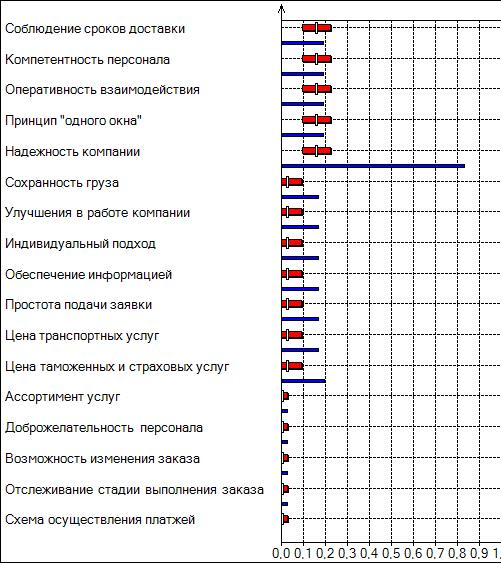 Соблюдение сроков доставки
Компетентность персонала
Оперативность взаимодействия
Принцип "одного окна"
Надежность компании
Сохранность груза
Улучшения в работе компании
Индивидуальный подход
Обеспечение информацией
Простота подачи заявки
Цена транспортных услуг
Цена таможенных и страховых услуг
Ассортимент услуг
Доброжелательность персонала
Возможность изменения заказа
Отслеживание стадии выполнения заказа
Схема осуществления платжей
0,0 0,1 0,2 0,3 0,4 0,5 0,6 0,7 0,8 0,9